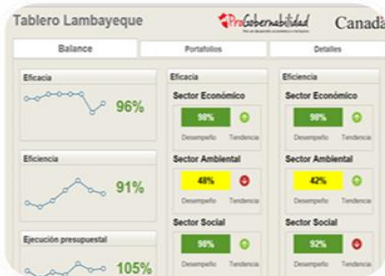 Tablero Lambayeque
ProGobernabilidad
Canadä
Balance
Portafolios
Detalles
Eficacia
96%
Eficiencia
91%
Ejecución presupuestal
105%
Eficacia
Sector Económico
98%
Desempeño Tendencia
Sector Ambiental
48%
Desempeño Tendencia
Sector Social
98%
Desempeño Tendencia
Eficiencia
Sector Económico
98%
Desempeño Tendencia
Sector Ambiental
42%
Desempeño Tendencia
Sector Social
92%
Desempeño Tendencia